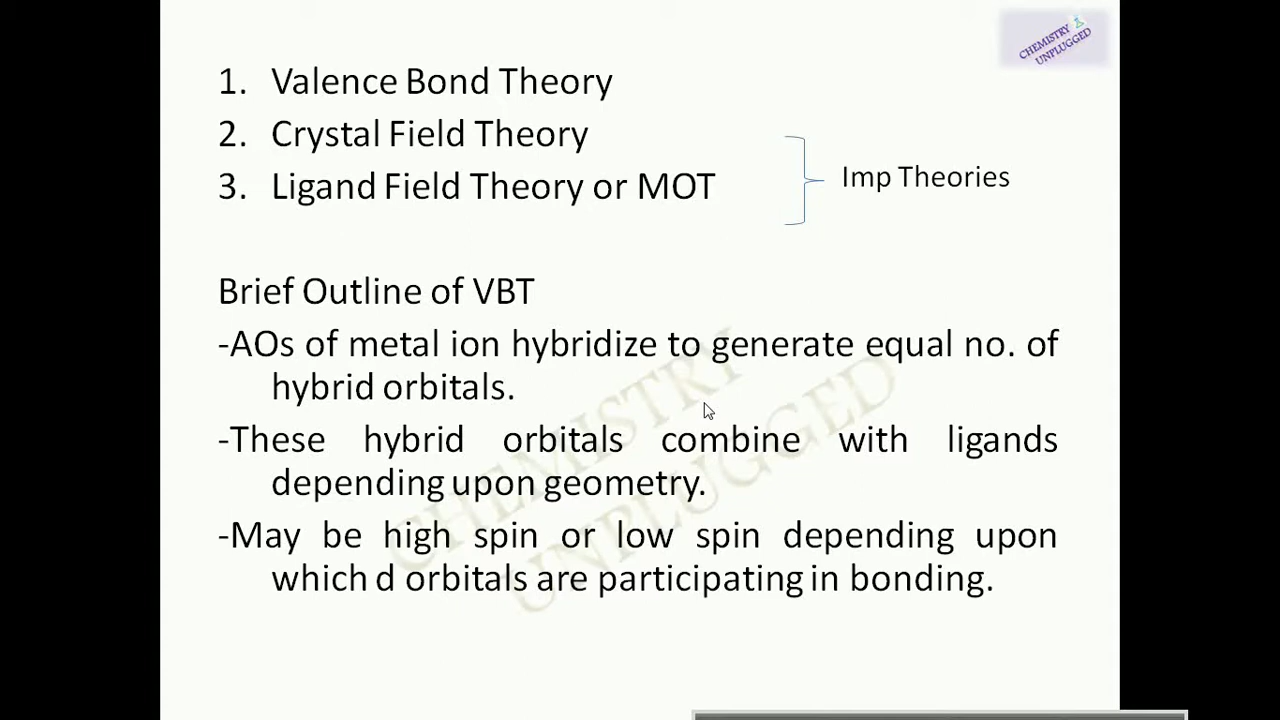 CHEMISTRY
UNPLUGGED
1. Valence Bond Theory
2. Crystal Field Theory
3. Ligand Field Theory or MOT
Imp Theories
Brief Outline of VBT
-AOs of metal ion hybridize to generate equal no. of
hybrid orbitals.
-These hybrid orbitals combine with ligands
depending upon geometry.
-May be high spin or low spin depending upon
which d orbitals are participating in bonding.
CHEMISTRY
UNPLUGGED